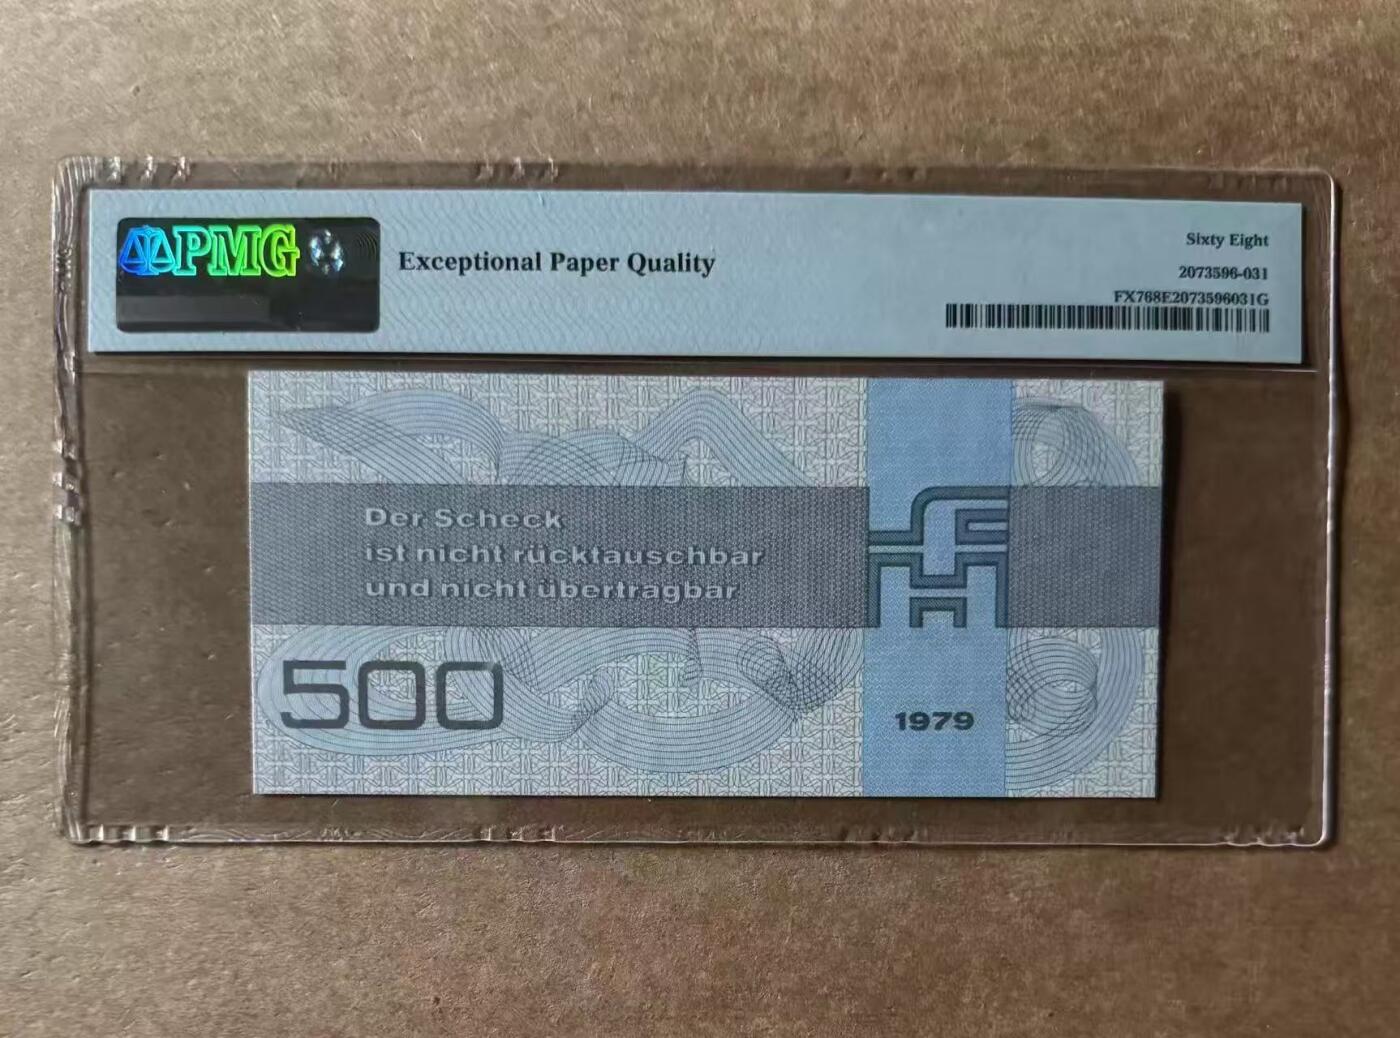 PMG
Exceptional Paper Quality
Sixty Eight
2073596-031
FX768E2073596031G
Der Scheck
ist nicht rücktauschbar
und nicht übertragbar
500
1979